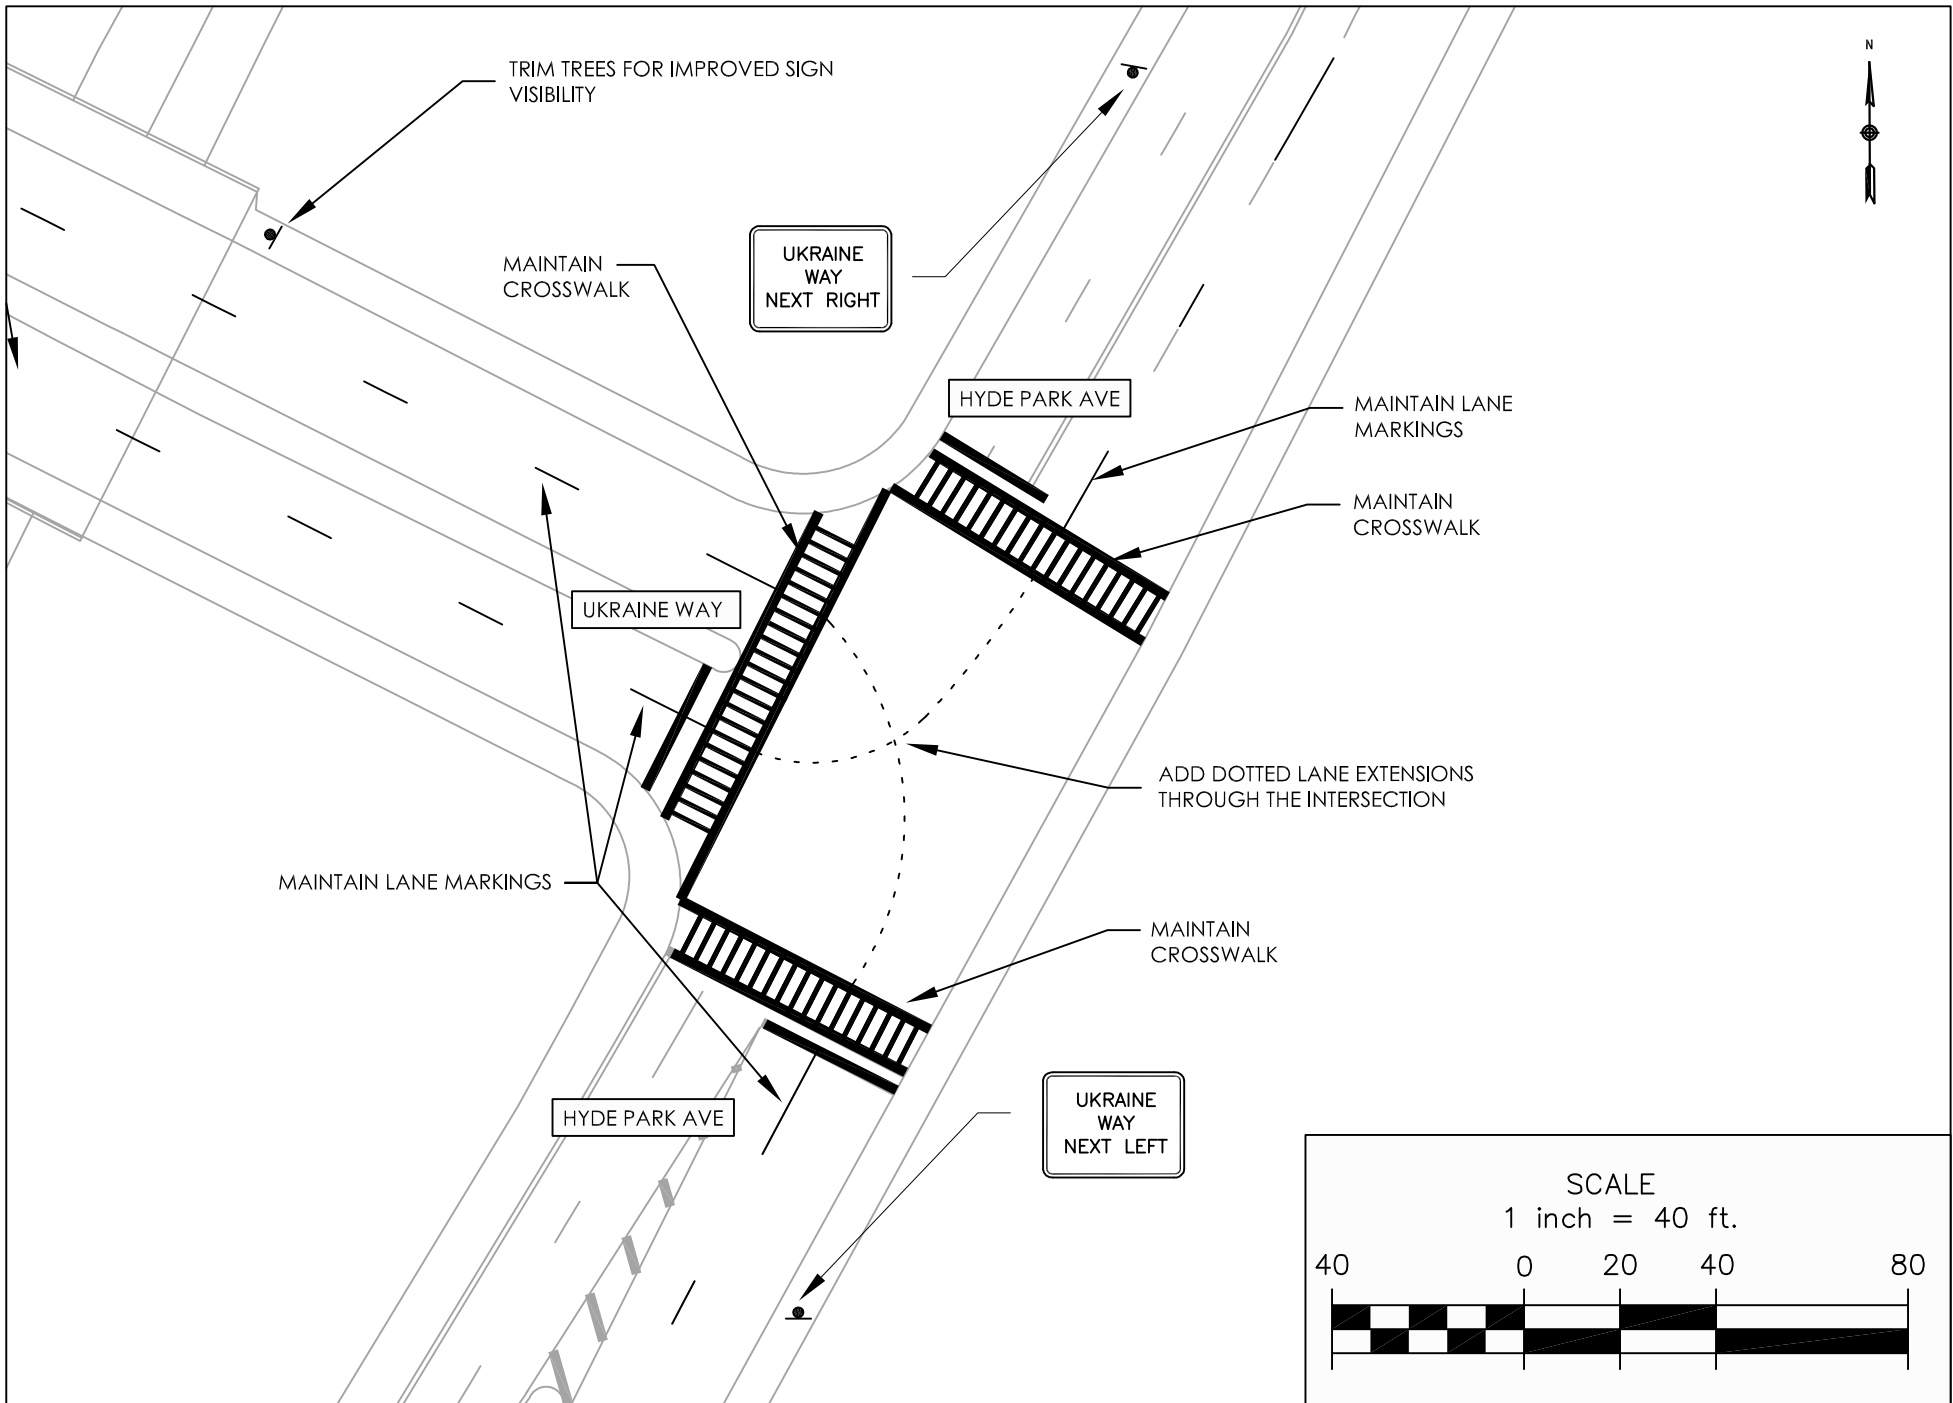 TRIM TREES FOR IMPROVED SIGN
VISIBILITY
N
MAINTAIN
CROSSWALK
UKRAINE
WAY
NEXT RIGHT
HYDE PARK AVE
MAINTAIN LANE
MARKINGS
MAINTAIN
CROSSWALK
UKRAINE WAY
ADD DOTTED LANE EXTENSIONS
THROUGH THE INTERSECTION
MAINTAIN LANE MARKINGS
MAINTAIN
CROSSWALK
HYDE PARK AVE
UKRAINE
WAY
NEXT LEFT
SCALE
1 inch = 40 ft.
40 0 20 40 80